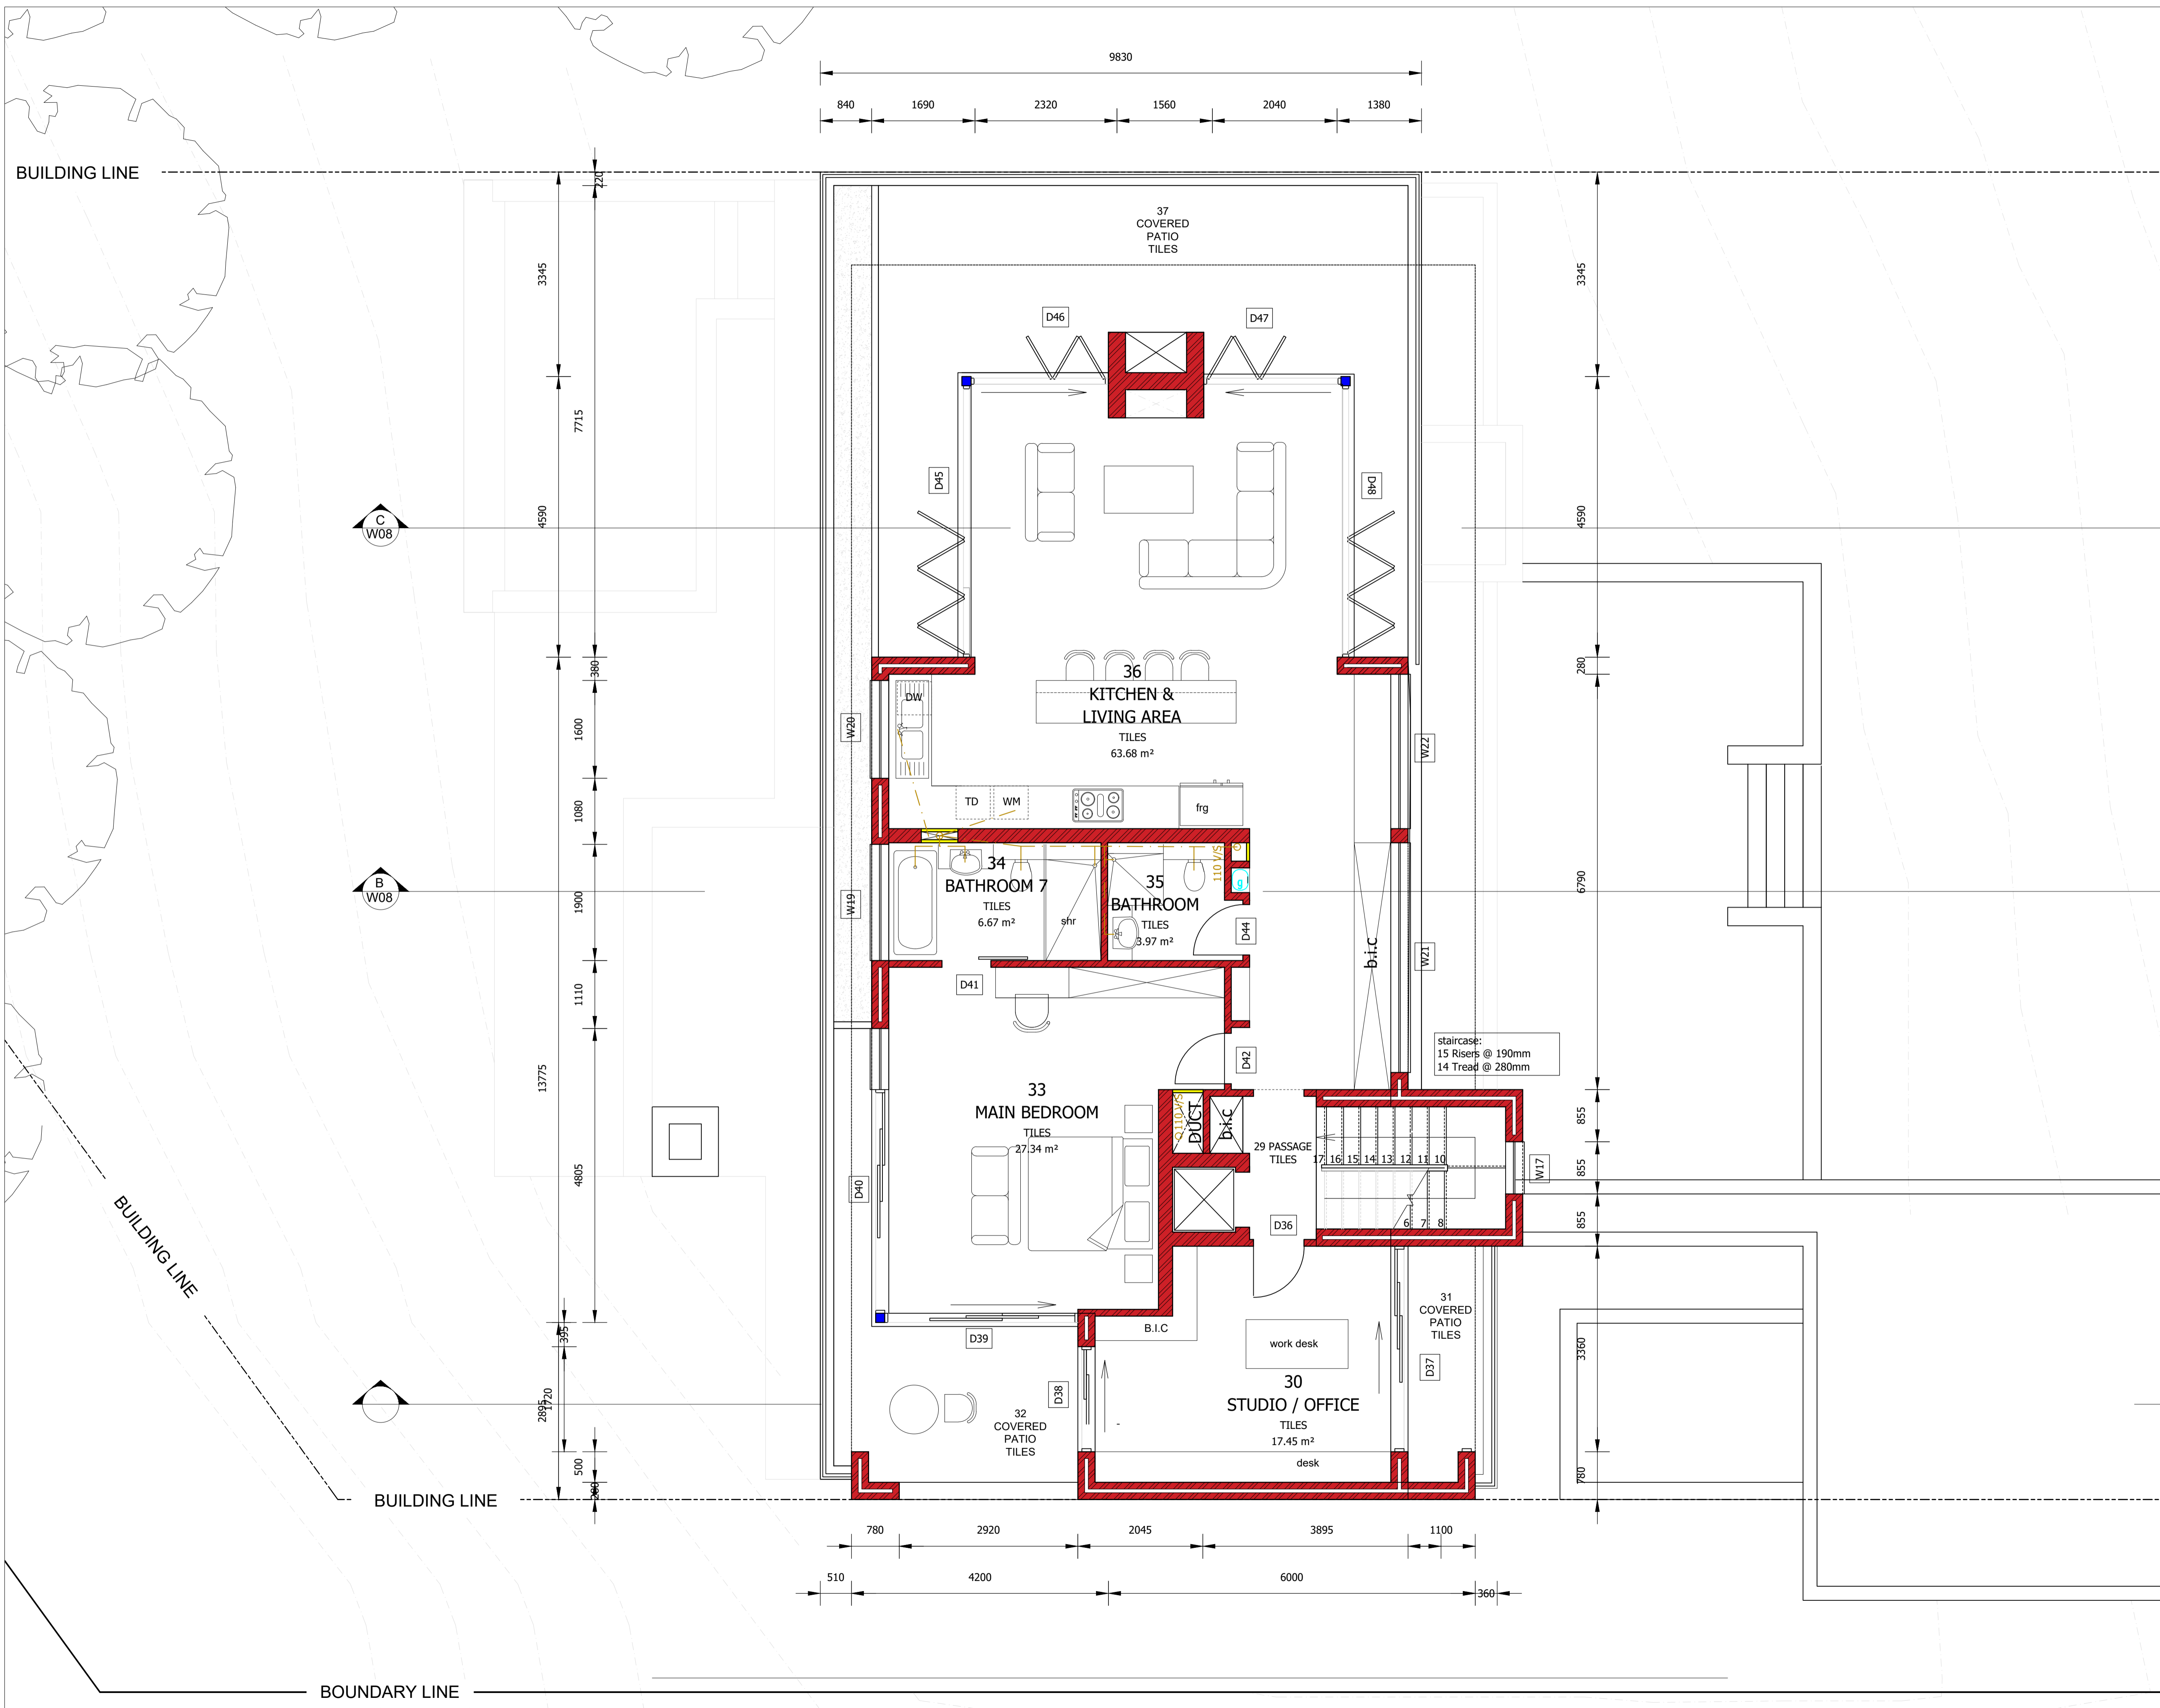 9830
840 1690 2320 1560 2040 1380
BUILDING LINE
220
37
COVERED
PATIO
TILES
3345
3345
D46
D47
7715
D45
D48
4590
4590
C
W08
380
280
36
KITCHEN &
LIVING AREA
TILES
63.68 m²
DW
W20
W22
1600
TD
WM
frg
1080
34
BATHROOM 7
TILES
6.67 m²
shr
35
BATHROOM
TILES
3.97 m²
110 V/S
g
B
W08
1900
W19
6790
D44
b.i.c
W21
D41
1110
staircase:
15 Risers @ 190mm
14 Tread @ 280mm
D42
13775
33
MAIN BEDROOM
TILES
27.34 m²
110 V/S
DUCT
b.i.c
855
29 PASSAGE
TILES
17 16 15 14 13 12 11 10
W17
855
4805
D40
D36
6 7 8
855
BUILDING LINE
31
COVERED
PATIO
TILES
B.I.C
work desk
395
D39
3360
D37
30
STUDIO / OFFICE
TILES
17.45 m²
D38
2895
1720
32
COVERED
PATIO
TILES
-
desk
500
780
280
BUILDING LINE
780 2920 2045 3895 1100
510 4200 6000 360
BOUNDARY LINE